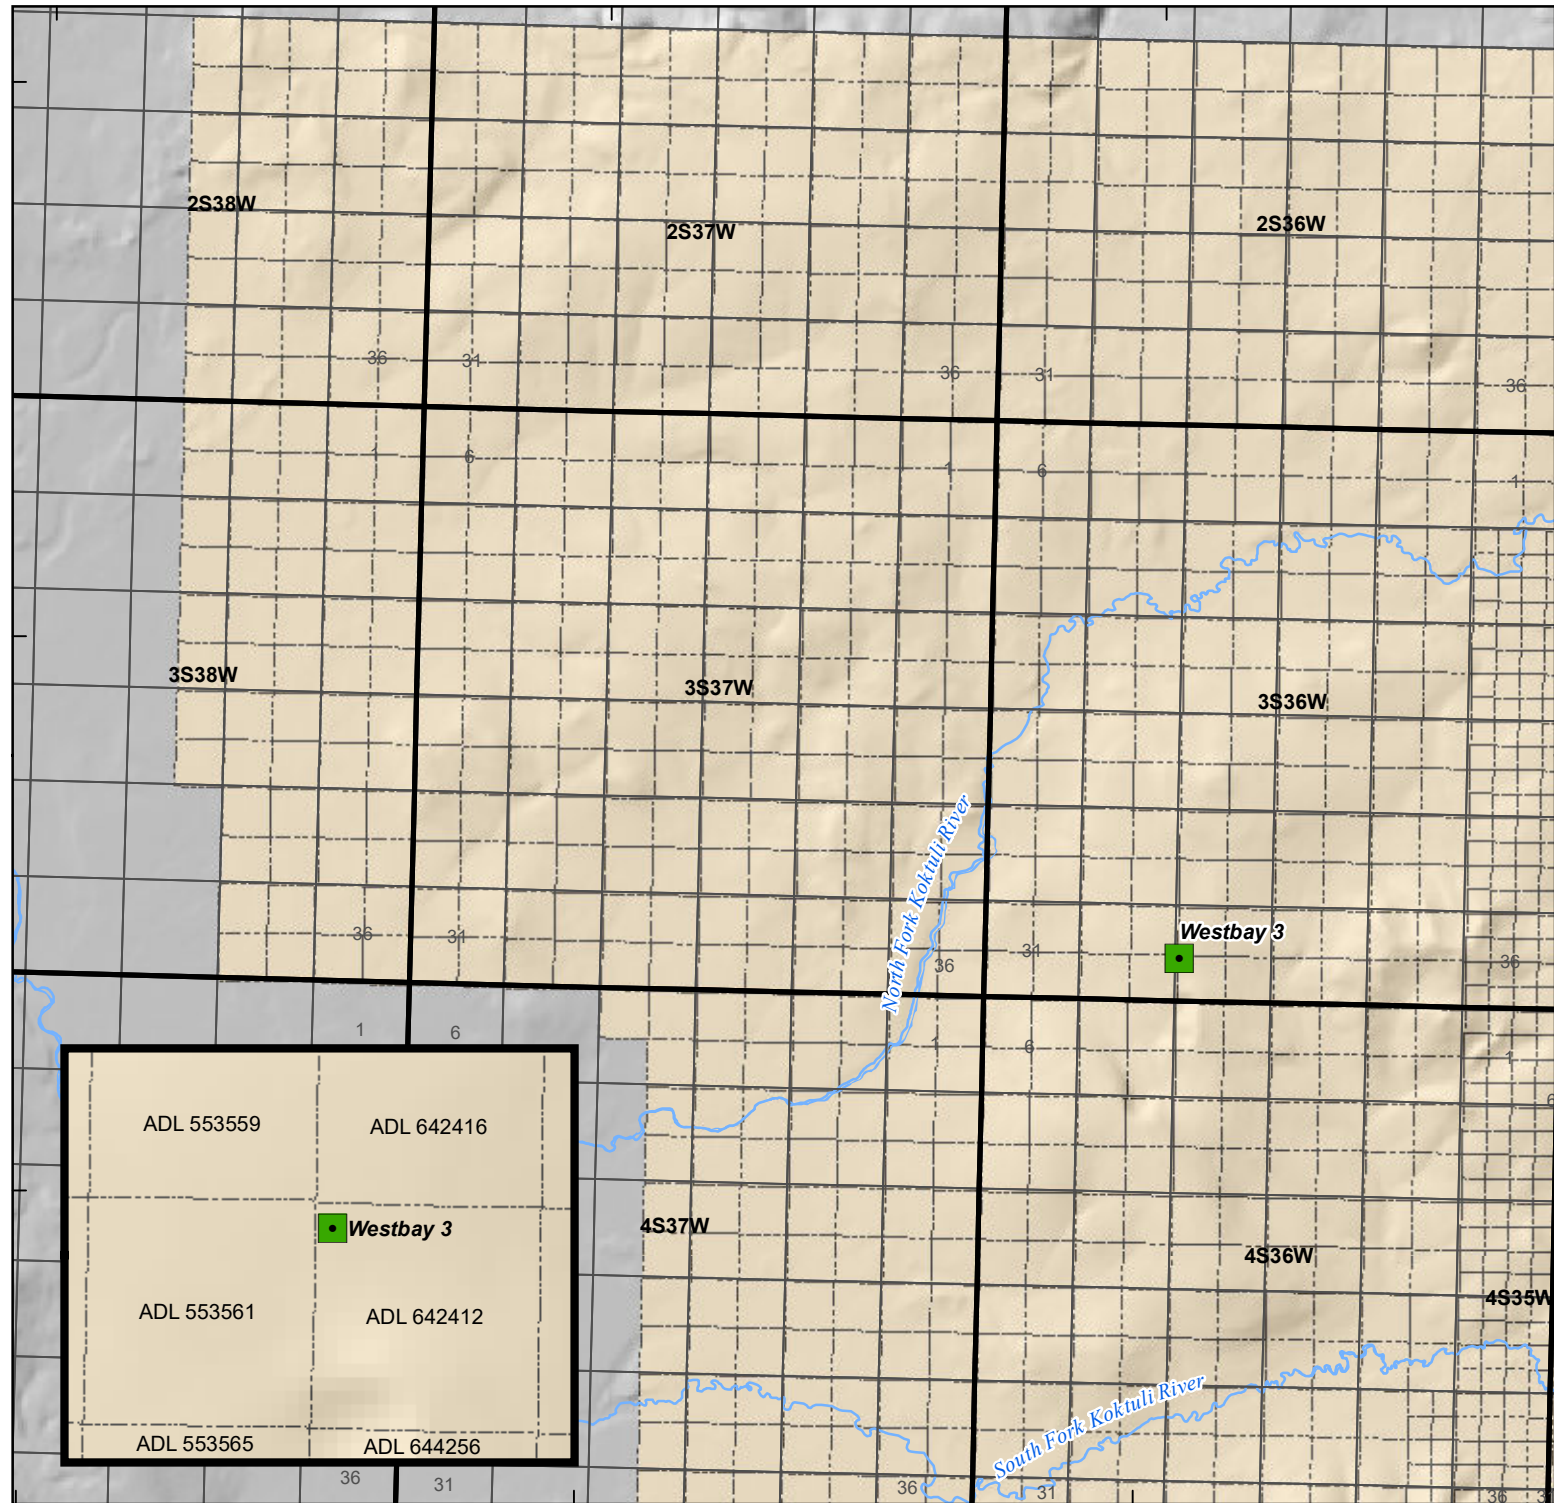 2S38W
2S37W
2S36W
36
31
36
31
36
1
6
1
6
1
3S38W
3S37W
3S36W
North Fork Koktuli River
Westbay 3
36
31
36
31
36
1
6
1
6
1
6
ADL 553559
ADL 642416
Westbay 3
ADL 553561
ADL 642412
ADL 553565
ADL 644256
4S37W
4S36W
4S35W
South Fork Koktuli River
36
31
36
31
36